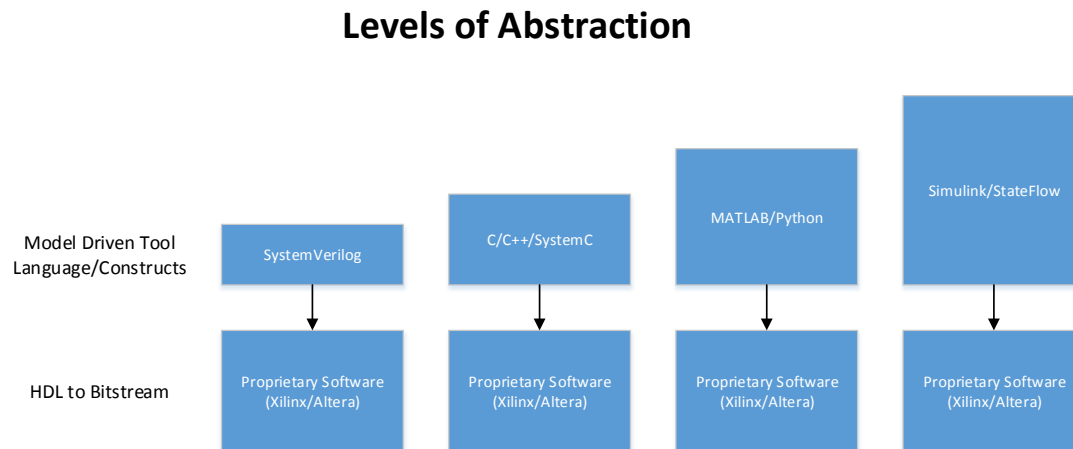 Levels of Abstraction
Simulink/StateFlow
MATLAB/Python
C/C++/SystemC
SystemVerilog
Model Driven Tool
Language/Constructs
HDL to Bitstream
Proprietary Software
(Xilinx/Altera)
Proprietary Software
(Xilinx/Altera)
Proprietary Software
(Xilinx/Altera)
Proprietary Software
(Xilinx/Altera)